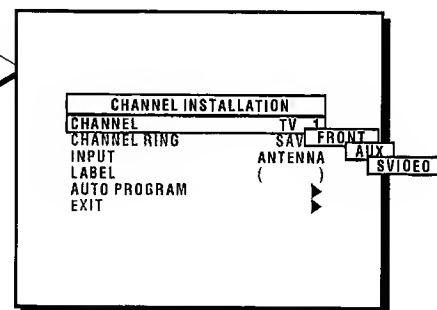 CHANNEL INSTALLATION
CHANNEL TV 1
CHANNEL RING SAV FRONT
INPUT ANTENNA AUX
LABEL ( ) SVIDEO
AUTO PROGRAM
EXIT